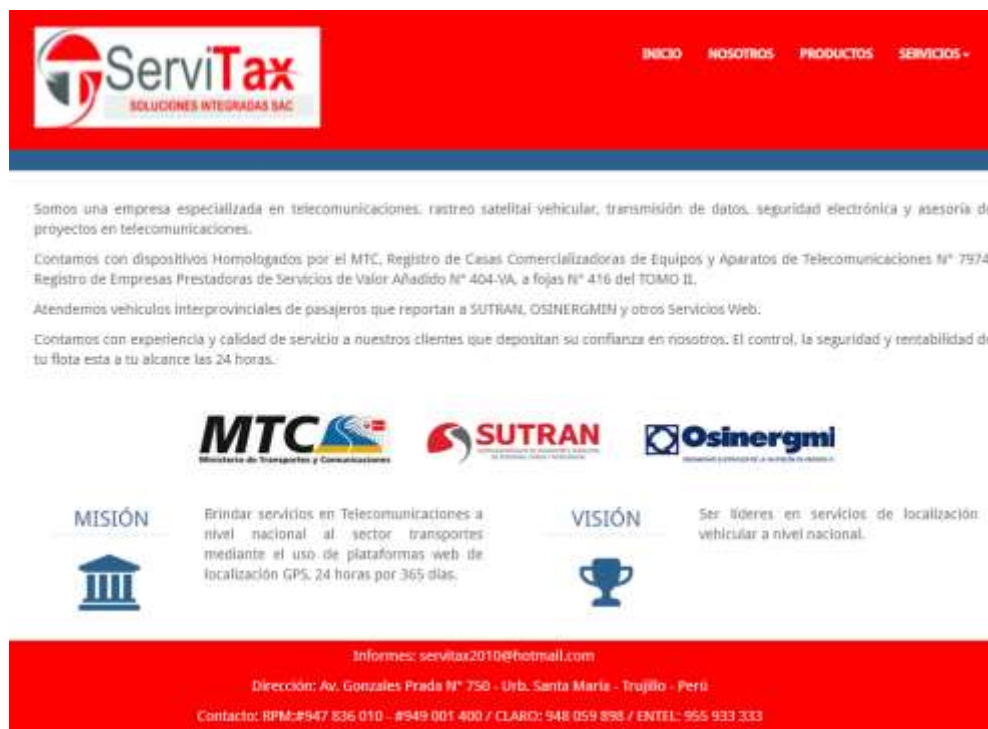 ServiTax
SOLUCIONES INTEGRADAS SAC
INICIO NOSOTROS PRODUCTOS SERVICIOS
Somos una empresa especializada en telecomunicaciones, rastreo satelital vehicular, transmisión de datos, seguridad electrónica y asesoría de
proyectos en telecomunicaciones.
Contamos con dispositivos Homologados por el MTC, Registro de Casas Comercializadoras de Equipos y Aparatos de Telecomunicaciones N° 7974
Registro de Empresas Prestadoras de Servicios de Valor Añadido N° 404-VA, a fojas N° 416 del TOMO II.
Atendemos vehiculos interprovinciales de pasajeros que reportan a SUTRAN, OSINERGMIN y otros Servicios Web.
Contamos con experiencia y calidad de servicio a nuestros clientes que depositan su confianza en nosotros. El control, la seguridad y rentabilidad de
tu flota esta a tu alcance las 24 horas.
MTC
Ministerio de Transportes y Comunicaciones
SUTRAN
Osinergmi
MISIÓN
Brindar servicios en Telecomunicaciones a
nivel nacional al sector transportes
mediante el uso de plataformas web de
localización GPS, 24 horas por 365 días.
VISIÓN
Ser líderes en servicios de localización
vehicular a nivel nacional.
Informes: servitax2010@hotmail.com
Dirección: Av. Gonzales Prada N° 750 - Urb. Santa María - Trujillo - Perú
Contacto: RPM:#947 836 010 - #949 001 400 / CLARO: 948 059 898 / ENTEL: 955 933 333